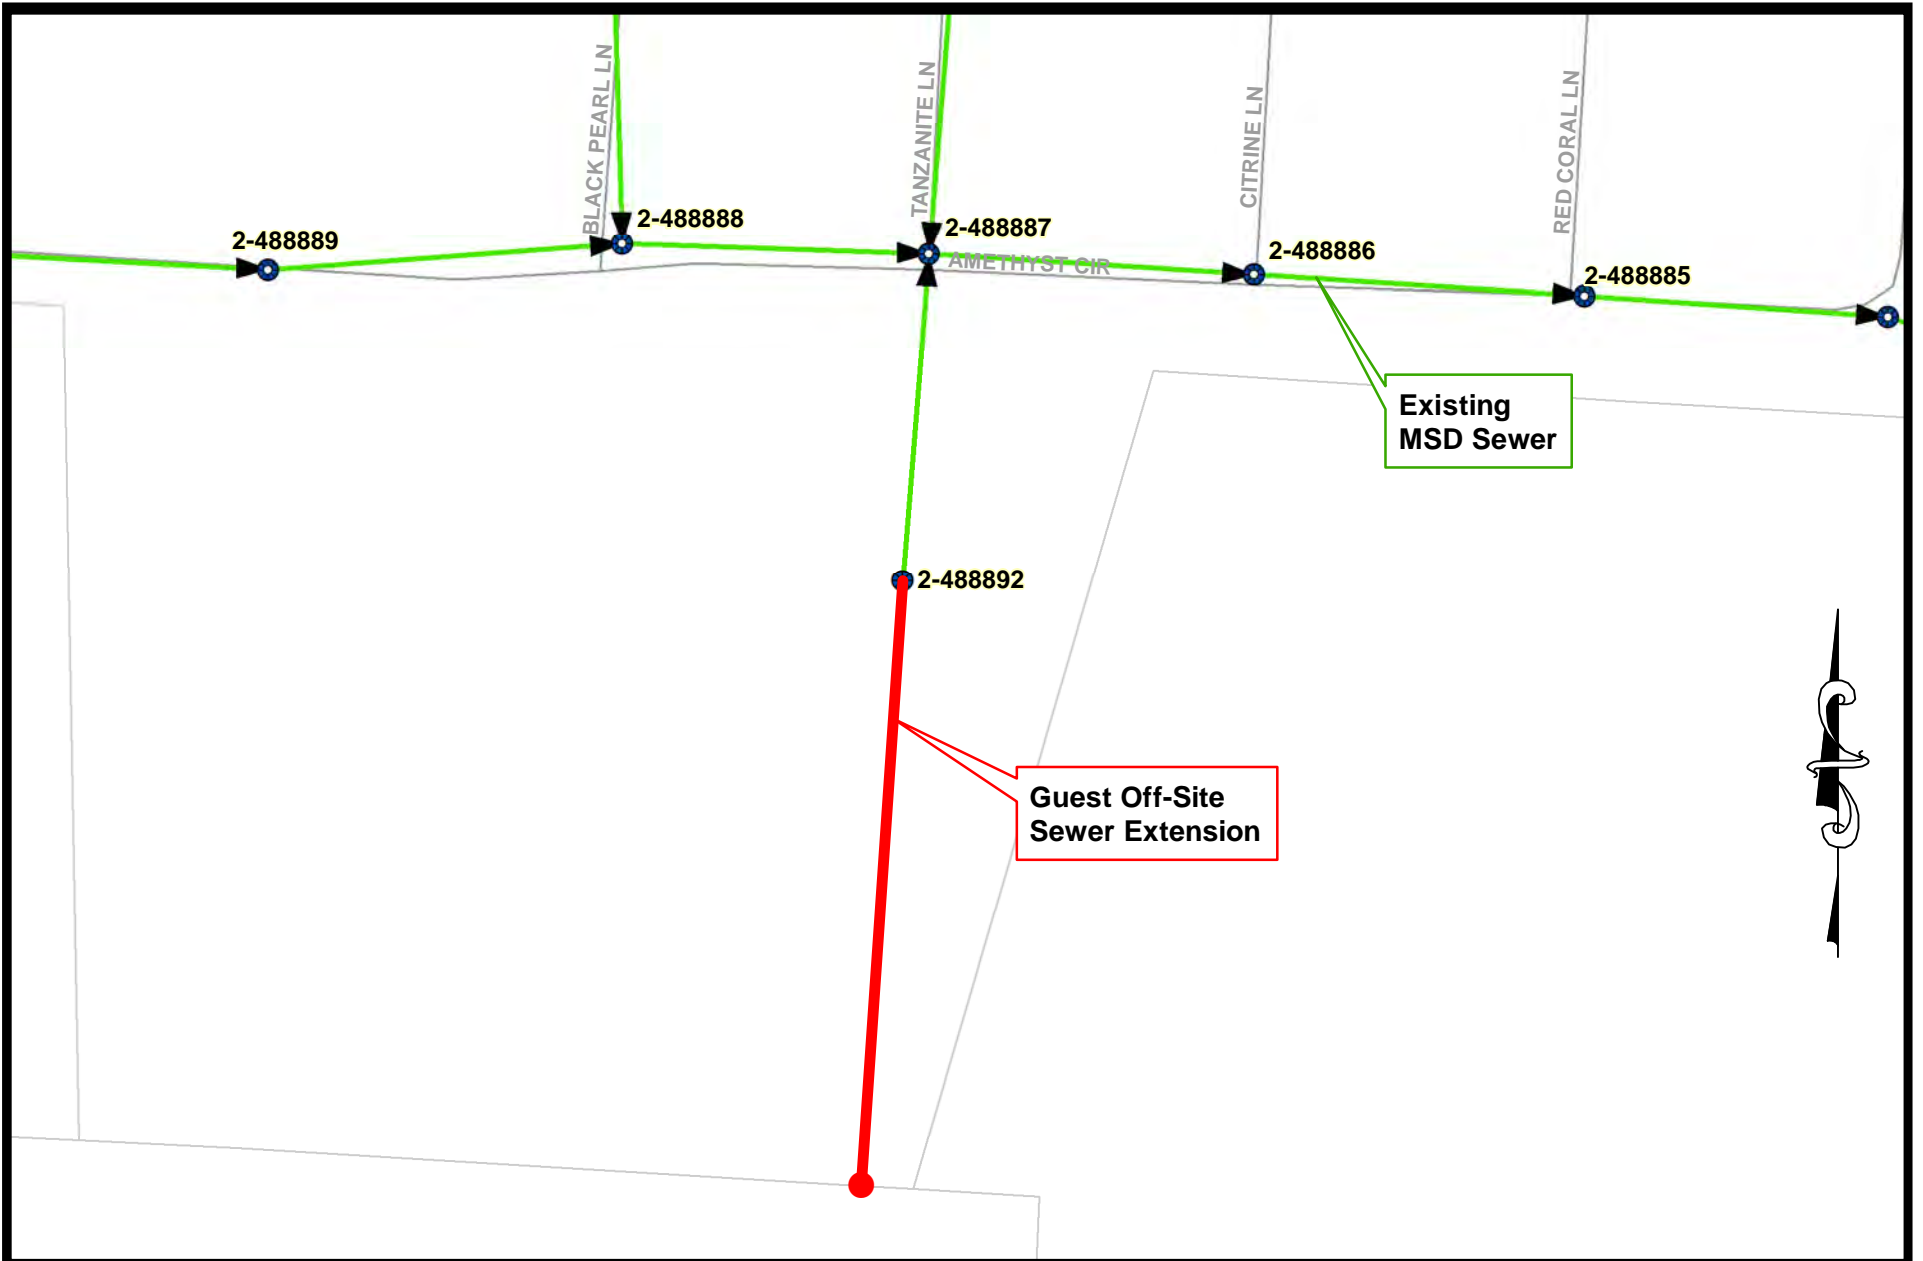 BLACK PEARL LN
TANZANITE LN
CITRINE LN
RED CORAL LN
2-488889
2-488888
2-488887
AMETHYST CIR
2-488886
2-488885
Existing
MSD Sewer
2-488892
Guest Off-Site
Sewer Extension